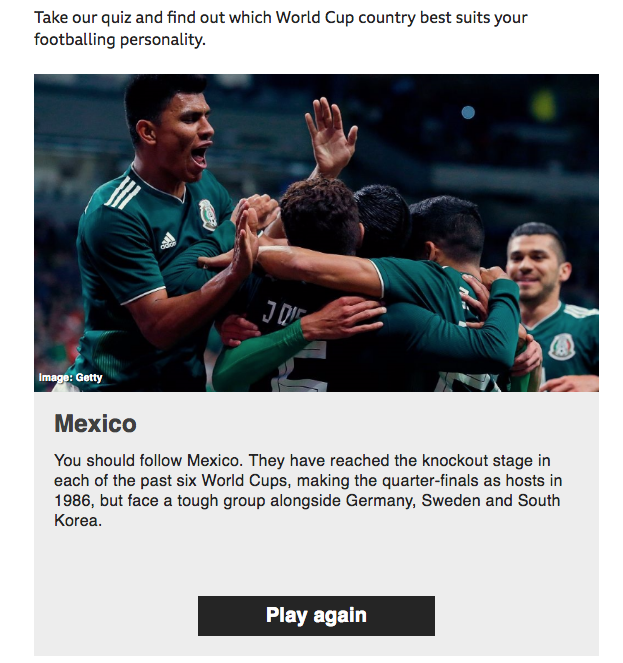 Take our quiz and find out which World Cup country best suits your
footballing personality.
adidas
J D
Image: Getty
Mexico
You should follow Mexico. They have reached the knockout stage in
each of the past six World Cups, making the quarter-finals as hosts in
1986, but face a tough group alongside Germany, Sweden and South
Korea.
Play again